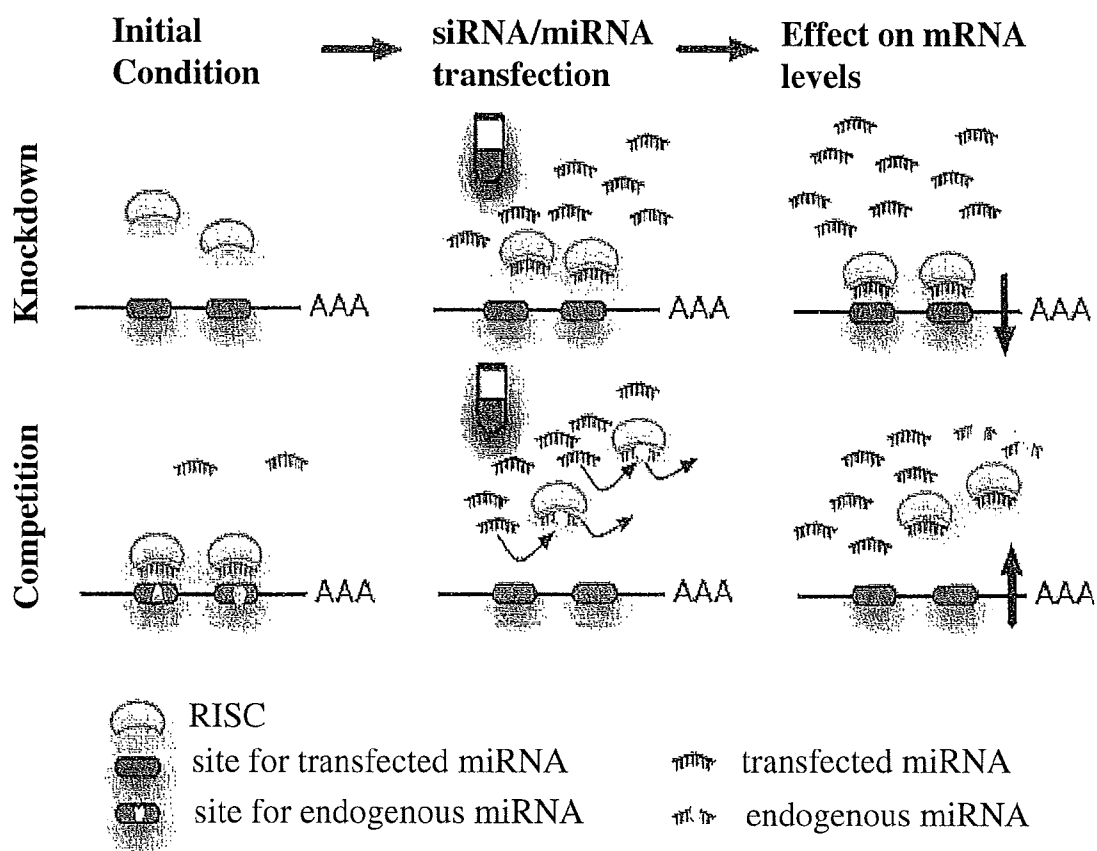 Initial Condition
siRNA/miRNA transfection
Effect on mRNA levels
Knockdown
AAA
AAA
AAA
Competition
AAA
AAA
AAA
RISC
site for transfected miRNA
transfected miRNA
site for endogenous miRNA
endogenous miRNA